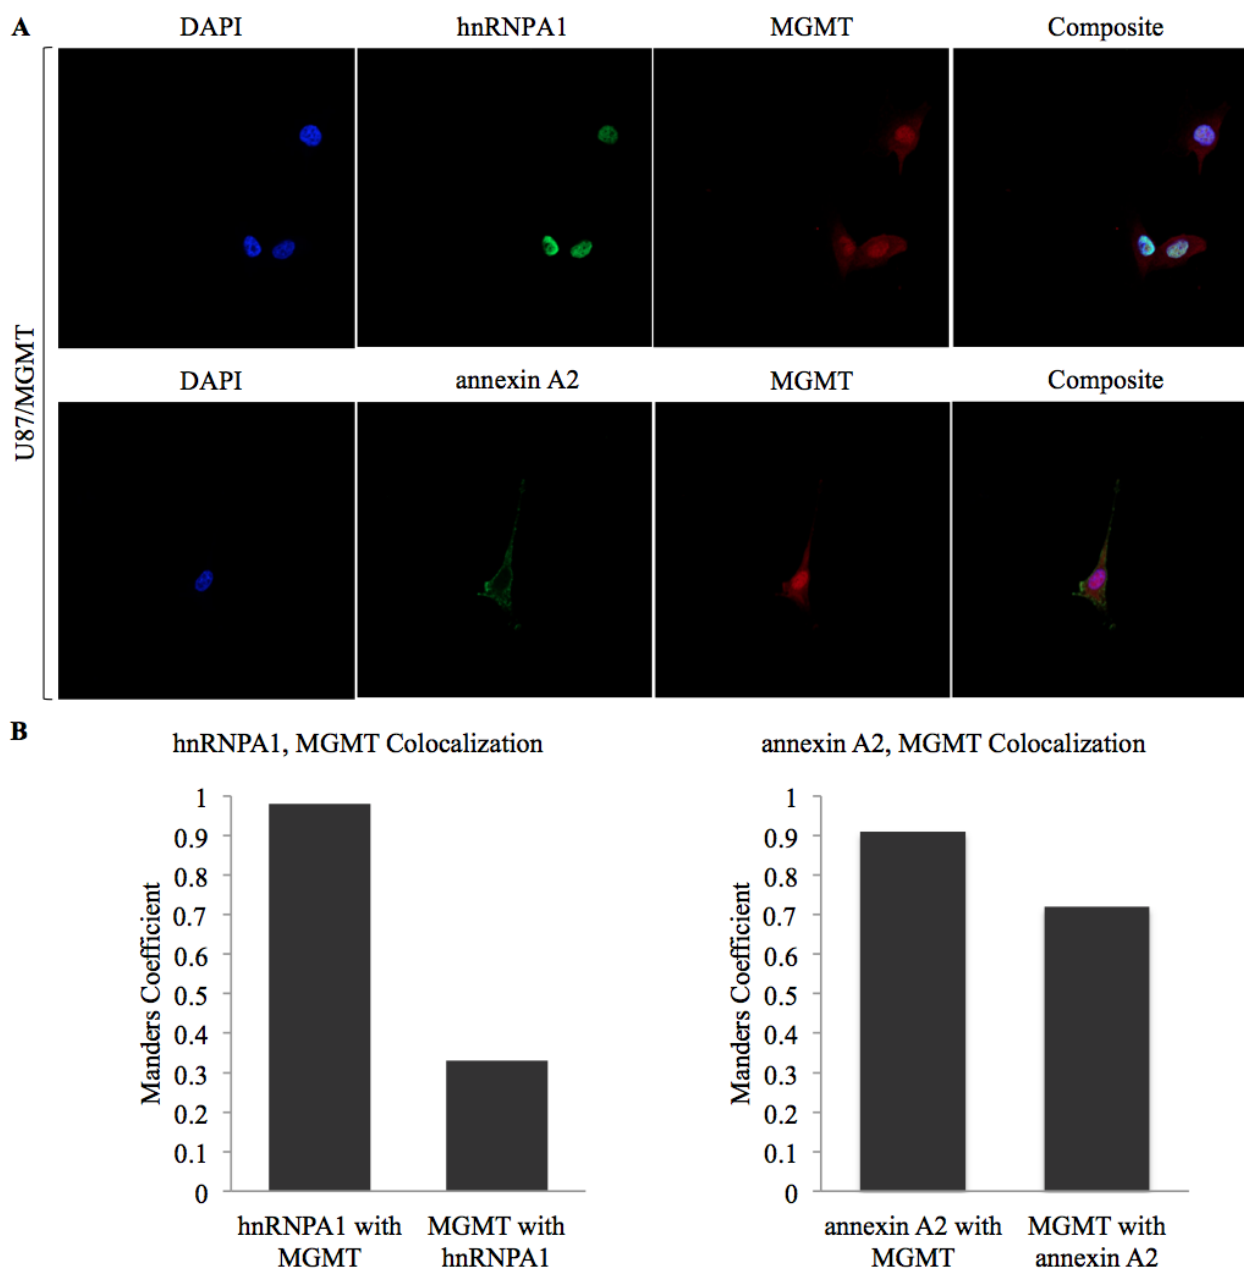 A
DAPI hnRNPA1 MGMT Composite
U87/MGMT
DAPI annexin A2 MGMT Composite
B
hnRNPA1, MGMT Colocalization
Manders Coefficient
1
0.9
0.8
0.7
0.6
0.5
0.4
0.3
0.2
0.1
0
hnRNPA1 with
MGMT
MGMT with
hnRNPA1
annexin A2, MGMT Colocalization
Manders Coefficient
1
0.9
0.8
0.7
0.6
0.5
0.4
0.3
0.2
0.1
0
annexin A2 with
MGMT
MGMT with
annexin A2